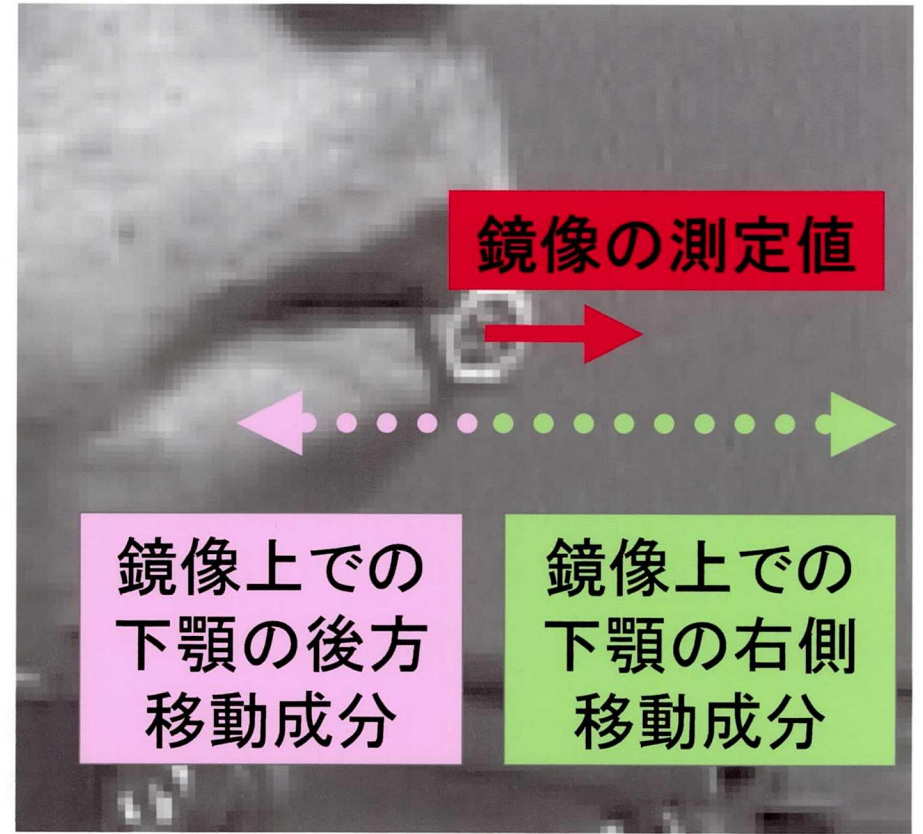 鏡像の測定値
鏡像上での
下顎の後方
移動成分
鏡像上での
下顎の右側
移動成分